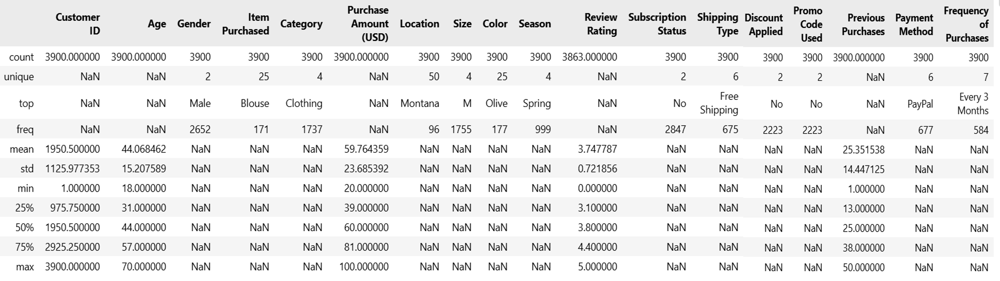 Customer ID Age Gender Item Purchased Category Purchase Amount (USD) Location Size Color Season Review Rating Subscription Status Shipping Type Discount Applied Promo Code Used Previous Purchases Payment Method Frequency of Purchases
count 3900.000000 3900.000000 3900 3900 3900 3900.000000 3900 3900 3900 3900 3863.000000 3900 3900 3900 3900 3900.000000 3900 3900
unique NaN NaN 2 25 4 NaN 50 4 25 4 NaN 2 6 2 2 NaN 6 7
top NaN NaN Male Blouse Clothing NaN Montana M Olive Spring NaN No Free Shipping No No NaN PayPal Every 3 Months
freq NaN NaN 2652 171 1737 NaN 96 1755 177 999 NaN 2847 675 2223 2223 NaN 677 584
mean 1950.500000 44.068462 NaN NaN NaN 59.764359 NaN NaN NaN NaN 3.747787 NaN NaN NaN NaN 25.351538 NaN NaN
std 1125.977353 15.207589 NaN NaN NaN 23.685392 NaN NaN NaN NaN 0.721856 NaN NaN NaN NaN 14.447125 NaN NaN
min 1.000000 18.000000 NaN NaN NaN 20.000000 NaN NaN NaN NaN 0.000000 NaN NaN NaN NaN 1.000000 NaN NaN
25% 975.750000 31.000000 NaN NaN NaN 39.000000 NaN NaN NaN NaN 3.100000 NaN NaN NaN NaN 13.000000 NaN NaN
50% 1950.500000 44.000000 NaN NaN NaN 60.000000 NaN NaN NaN NaN 3.800000 NaN NaN NaN NaN 25.000000 NaN NaN
75% 2925.250000 57.000000 NaN NaN NaN 81.000000 NaN NaN NaN NaN 4.400000 NaN NaN NaN NaN 38.000000 NaN NaN
max 3900.000000 70.000000 NaN NaN NaN 100.000000 NaN NaN NaN NaN 5.000000 NaN NaN NaN NaN 50.000000 NaN NaN